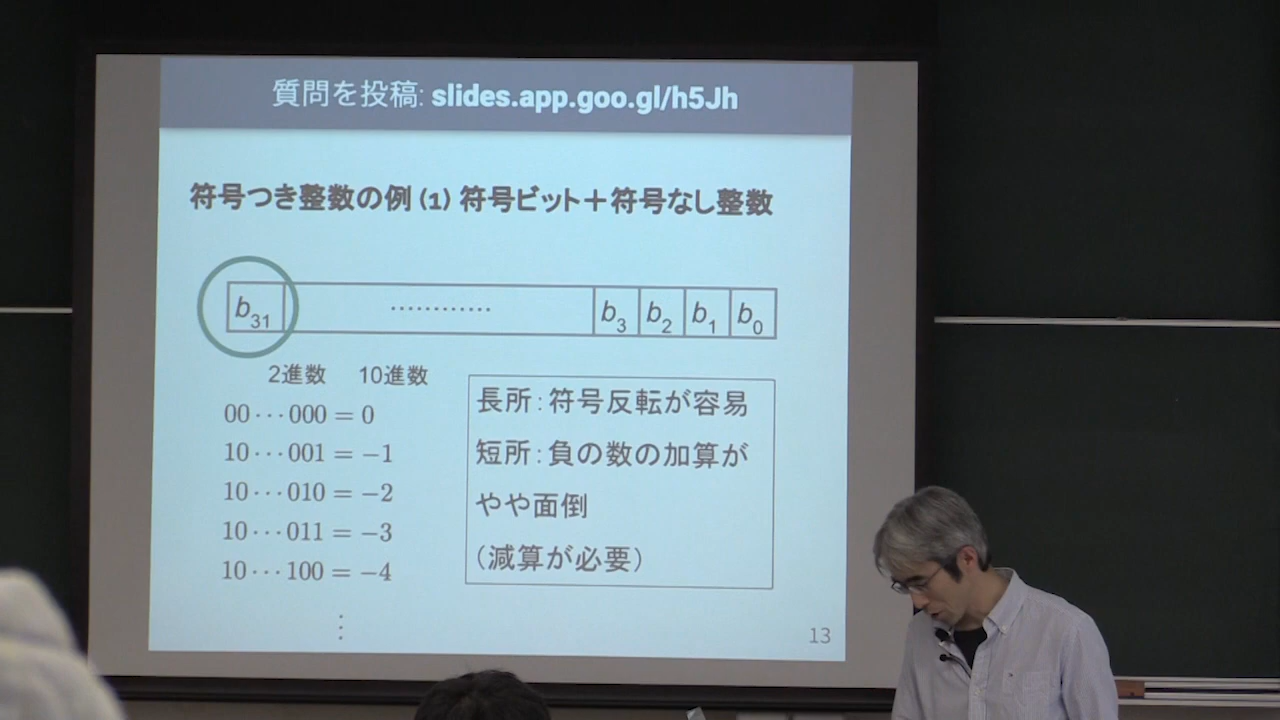 質問を投稿: slides.app.goo.gl/h5Jh
符号つき整数の例 (1) 符号ビット＋符号なし整数
b31 ………… b3 b2 b1 b0
2進数 10進数
00⋯000 = 0
10⋯001 = −1
10⋯010 = −2
10⋯011 = −3
10⋯100 = −4
⋮
長所：符号反転が容易
短所：負の数の加算が
やや面倒
（減算が必要）
13